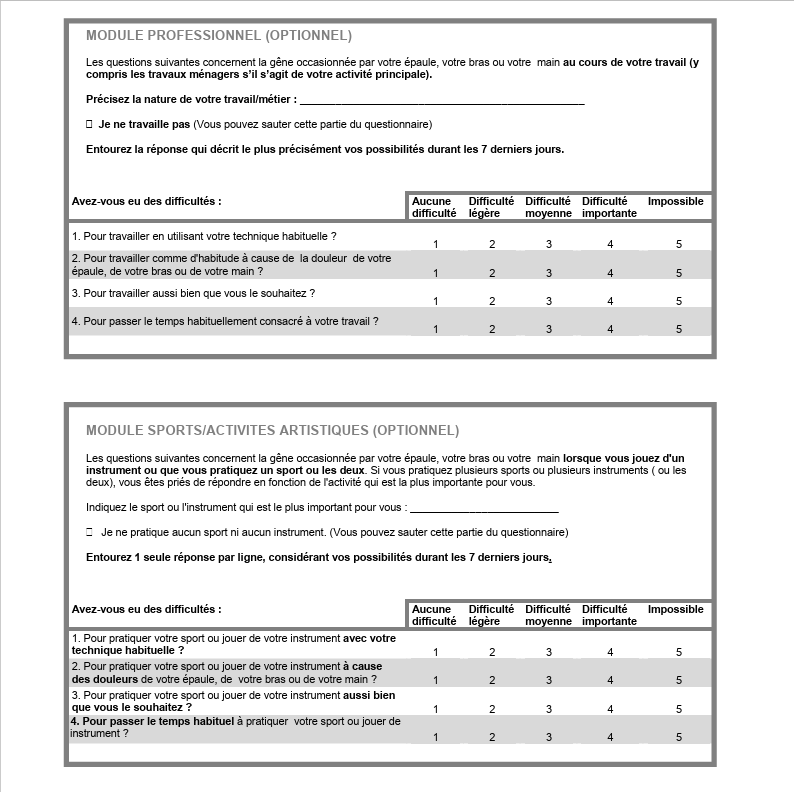 MODULE PROFESSIONNEL (OPTIONNEL)
Les questions suivantes concernent la gêne occasionnée par votre épaule, votre bras ou votre  main au cours de votre travail (y
compris les travaux ménagers s'il s'agit de votre activité principale).
Précisez la nature de votre travail/métier : ______________________________________________
□ Je ne travaille pas (Vous pouvez sauter cette partie du questionnaire)
Entourez la réponse qui décrit le plus précisément vos possibilités durant les 7 derniers jours.
Avez-vous eu des difficultés : Aucune Difficulté Difficulté Difficulté Impossible
difficulté légère moyenne importante
1. Pour travailler en utilisant votre technique habituelle ?
1 2 3 4 5
2. Pour travailler comme d'habitude à cause de  la douleur  de votre
épaule, de votre bras ou de votre main ? 1 2 3 4 5
3. Pour travailler aussi bien que vous le souhaitez ?
1 2 3 4 5
4. Pour passer le temps habituellement consacré à votre travail ?
1 2 3 4 5
MODULE SPORTS/ACTIVITES ARTISTIQUES (OPTIONNEL)
Les questions suivantes concernent la gêne occasionnée par votre épaule, votre bras ou votre  main lorsque vous jouez d'un
instrument ou que vous pratiquez un sport ou les deux. Si vous pratiquez plusieurs sports ou plusieurs instruments ( ou les
deux), vous êtes priés de répondre en fonction de l'activité qui est la plus importante pour vous.
Indiquez le sport ou l'instrument qui est le plus important pour vous : ________________________
□ Je ne pratique aucun sport ni aucun instrument. (Vous pouvez sauter cette partie du questionnaire)
Entourez 1 seule réponse par ligne, considérant vos possibilités durant les 7 derniers jours.
Avez-vous eu des difficultés : Aucune Difficulté Difficulté Difficulté Impossible
difficulté légère moyenne importante
1. Pour pratiquer votre sport ou jouer de votre instrument avec votre
technique habituelle ? 1 2 3 4 5
2. Pour pratiquer votre sport ou jouer de votre instrument à cause
des douleurs de votre épaule, de  votre bras ou de votre main ? 1 2 3 4 5
3. Pour pratiquer votre sport ou jouer de votre instrument aussi bien
que vous le souhaitez ? 1 2 3 4 5
4. Pour passer le temps habituel à pratiquer  votre sport ou jouer de
instrument ? 1 2 3 4 5